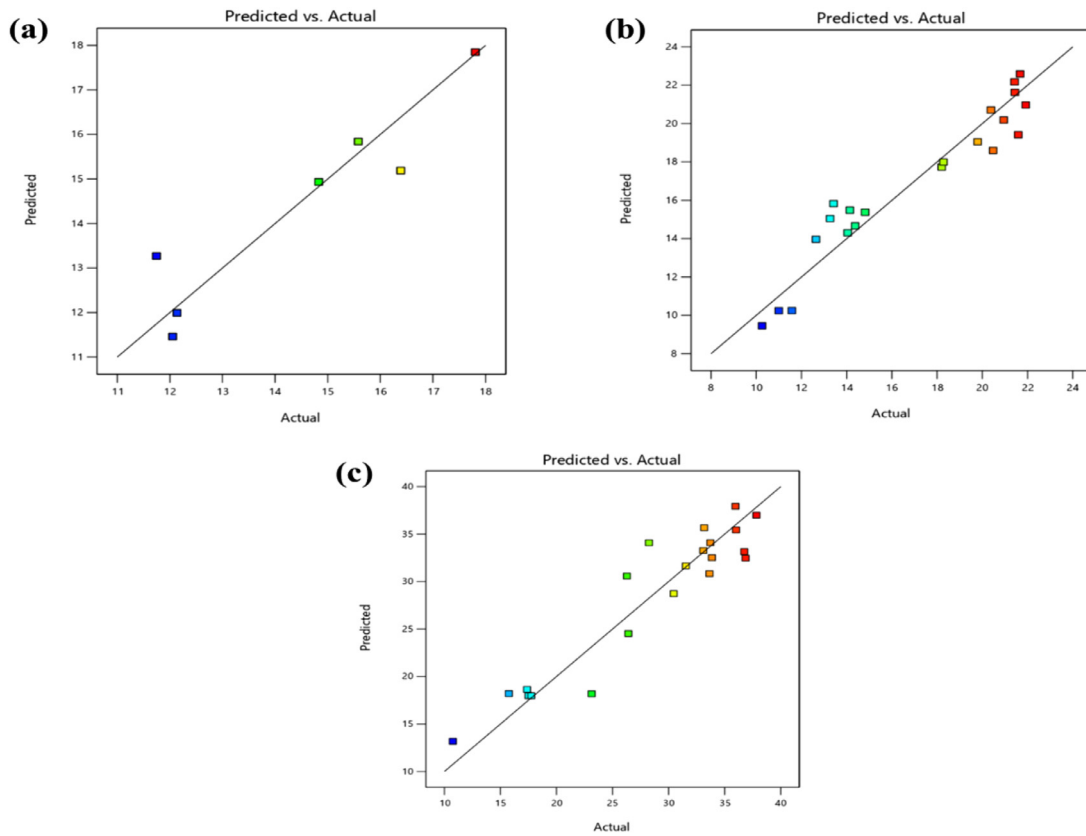 (a)
Predicted vs. Actual
18
17
16
15
14
13
12
11
Predicted
11 12 13 14 15 16 17 18
Actual
(b)
Predicted vs. Actual
24
22
20
18
16
14
12
10
8
Predicted
8 10 12 14 16 18 20 22 24
Actual
(c)
Predicted vs. Actual
40
35
30
25
20
15
10
Predicted
10 15 20 25 30 35 40
Actual